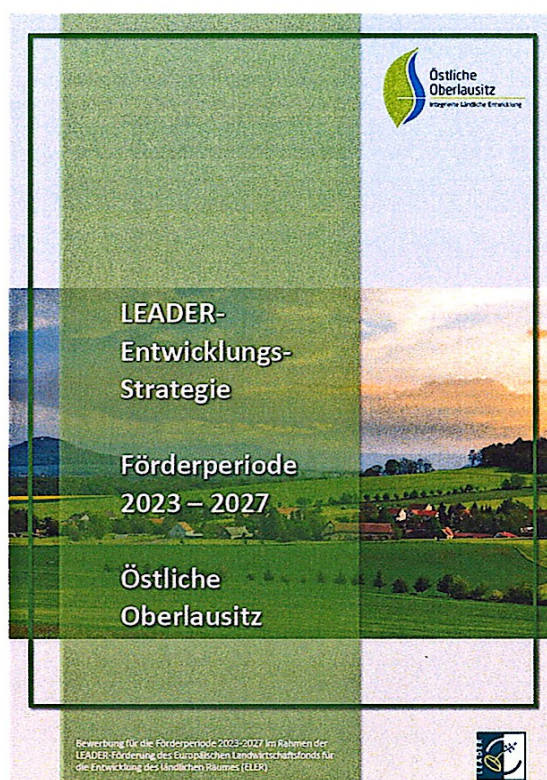 Östliche
Oberlausitz
Integrierte Ländliche Entwicklung
LEADER-
Entwicklungs-
Strategie
Förderperiode
2023 – 2027
Östliche
Oberlausitz
Bewerbung für die Förderperiode 2023-2027 im Rahmen der
LEADER-Förderung des Europäischen Landwirtschaftsfonds für
die Entwicklung des ländlichen Raumes (ELER)
LEADER